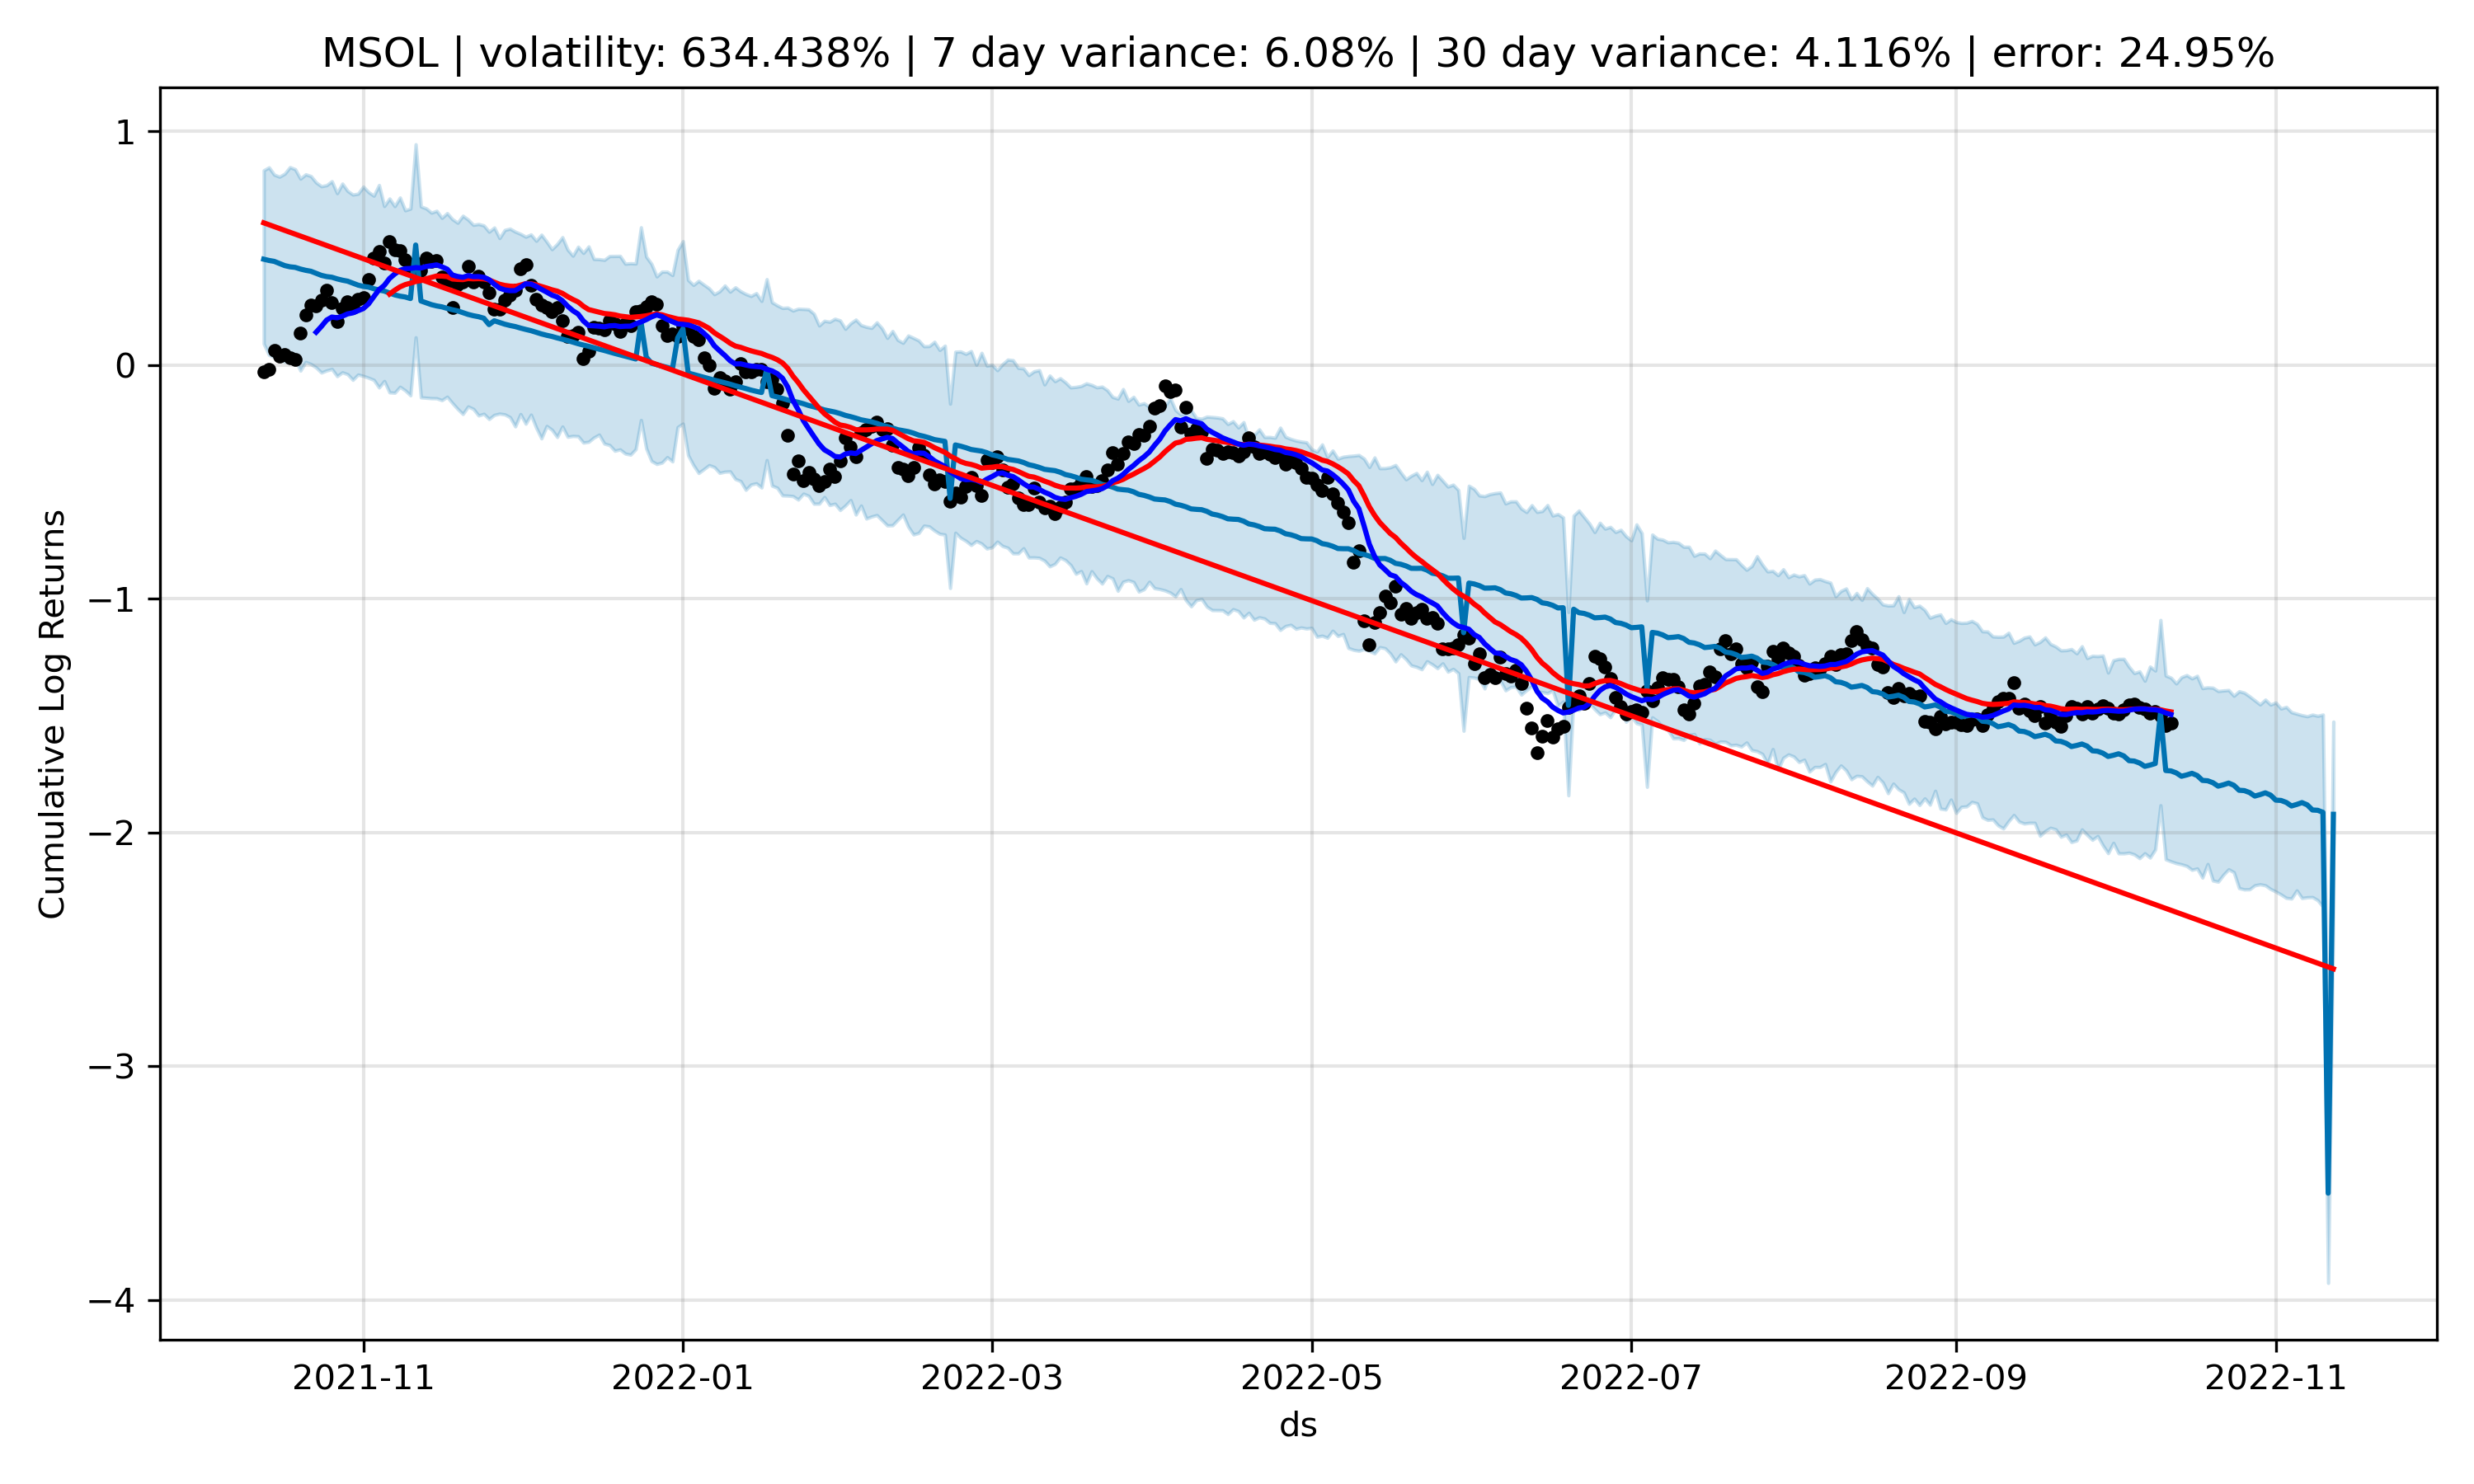 MSOL | volatility: 634.438% | 7 day variance: 6.08% | 30 day variance: 4.116% | error: 24.95%
1
0
−1
−2
−3
−4
Cumulative Log Returns
2021-11 2022-01 2022-03 2022-05 2022-07 2022-09 2022-11
ds